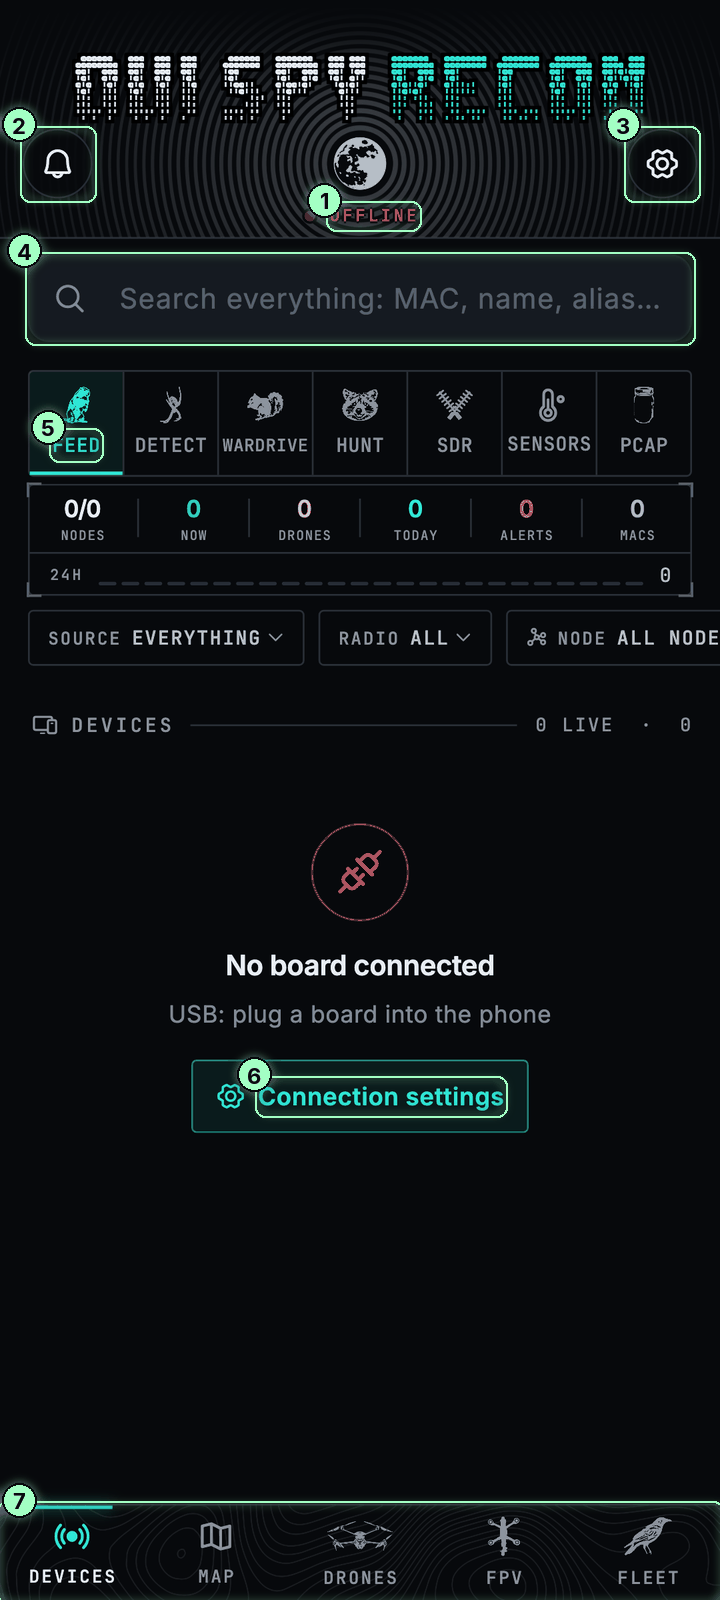 OUI SPY RECON
2
3
1
OFFLINE
4
Search everything: MAC, name, alias...
5
FEED
DETECT
WARDRIVE
HUNT
SDR
SENSORS
PCAP
0/0
0
0
0
0
0
NODES
NOW
DRONES
TODAY
ALERTS
MACS
24H
0
SOURCE EVERYTHING
RADIO ALL
NODE ALL NODE
DEVICES
0 LIVE · 0
No board connected
USB: plug a board into the phone
6
Connection settings
7
DEVICES
MAP
DRONES
FPV
FLEET